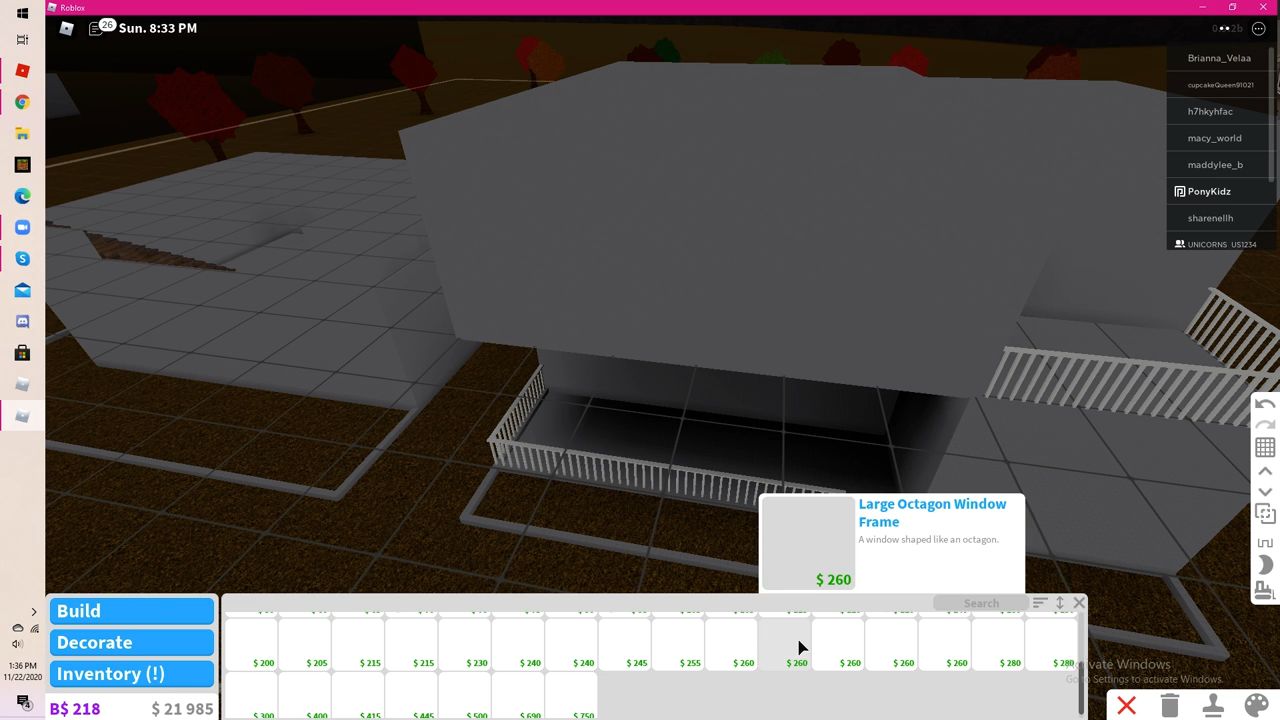 Roblox
26
Sun. 8:33 PM
Brianna_Velaa
cupcakeQueen91021
h7hkyhfac
macy_world
maddylee_b
PonyKidz
sharenellh
UNICORNS_US1234
Large Octagon Window
Frame
A window shaped like an octagon.
$ 260
Search
Build
Decorate
Inventory (!)
B$ 218
$ 21 985
$ 200
$ 205
$ 215
$ 215
$ 230
$ 240
$ 240
$ 245
$ 255
$ 260
$ 260
$ 260
$ 260
$ 260
$ 280
$ 280
$ 300
$ 400
$ 415
$ 445
$ 500
$ 690
$ 750
Activate Windows
Go to Settings to activate Windows.
1:36 PM
11/22/2020
4